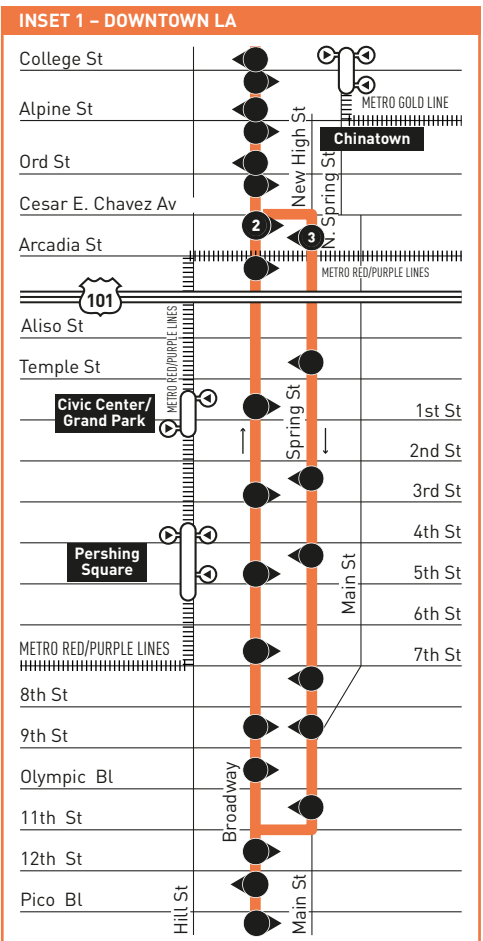 INSET 1 – DOWNTOWN LA
College St
METRO GOLD LINE
Alpine St
Chinatown
New High St
Ord St
N. Spring St
Cesar E. Chavez Av
2
3
Arcadia St
METRO RED/PURPLE LINES
101
METRO RED/PURPLE LINES
Aliso St
Temple St
Civic Center/
Grand Park
1st St
Spring St
2nd St
3rd St
4th St
Pershing
Square
5th St
Main St
6th St
METRO RED/PURPLE LINES
7th St
8th St
9th St
Olympic Bl
Broadway
11th St
12th St
Pico Bl
Hill St
Main St